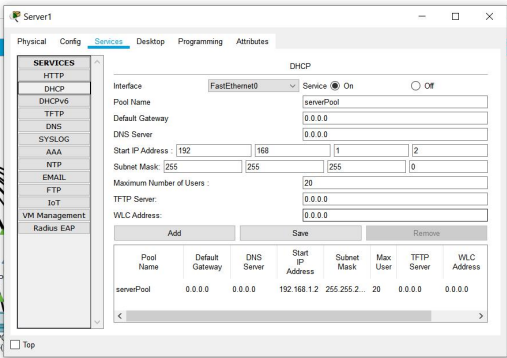 Server1
Physical Config Services Desktop Programming Attributes
SERVICES
HTTP
DHCP
DHCPv6
TFTP
DNS
SYSLOG
AAA
NTP
EMAIL
FTP
IoT
VM Management
Radius EAP
DHCP
Interface FastEthernet0 Service On Off
Pool Name serverPool
Default Gateway 0.0.0.0
DNS Server 0.0.0.0
Start IP Address : 192 168 1 2
Subnet Mask: 255 255 255 0
Maximum Number of Users : 20
TFTP Server: 0.0.0.0
WLC Address: 0.0.0.0
Add Save Remove
Pool Name Default Gateway DNS Server Start IP Address Subnet Mask Max User TFTP Server WLC Address
serverPool 0.0.0.0 0.0.0.0 192.168.1.2 255.255.2... 20 0.0.0.0 0.0.0.0
Top